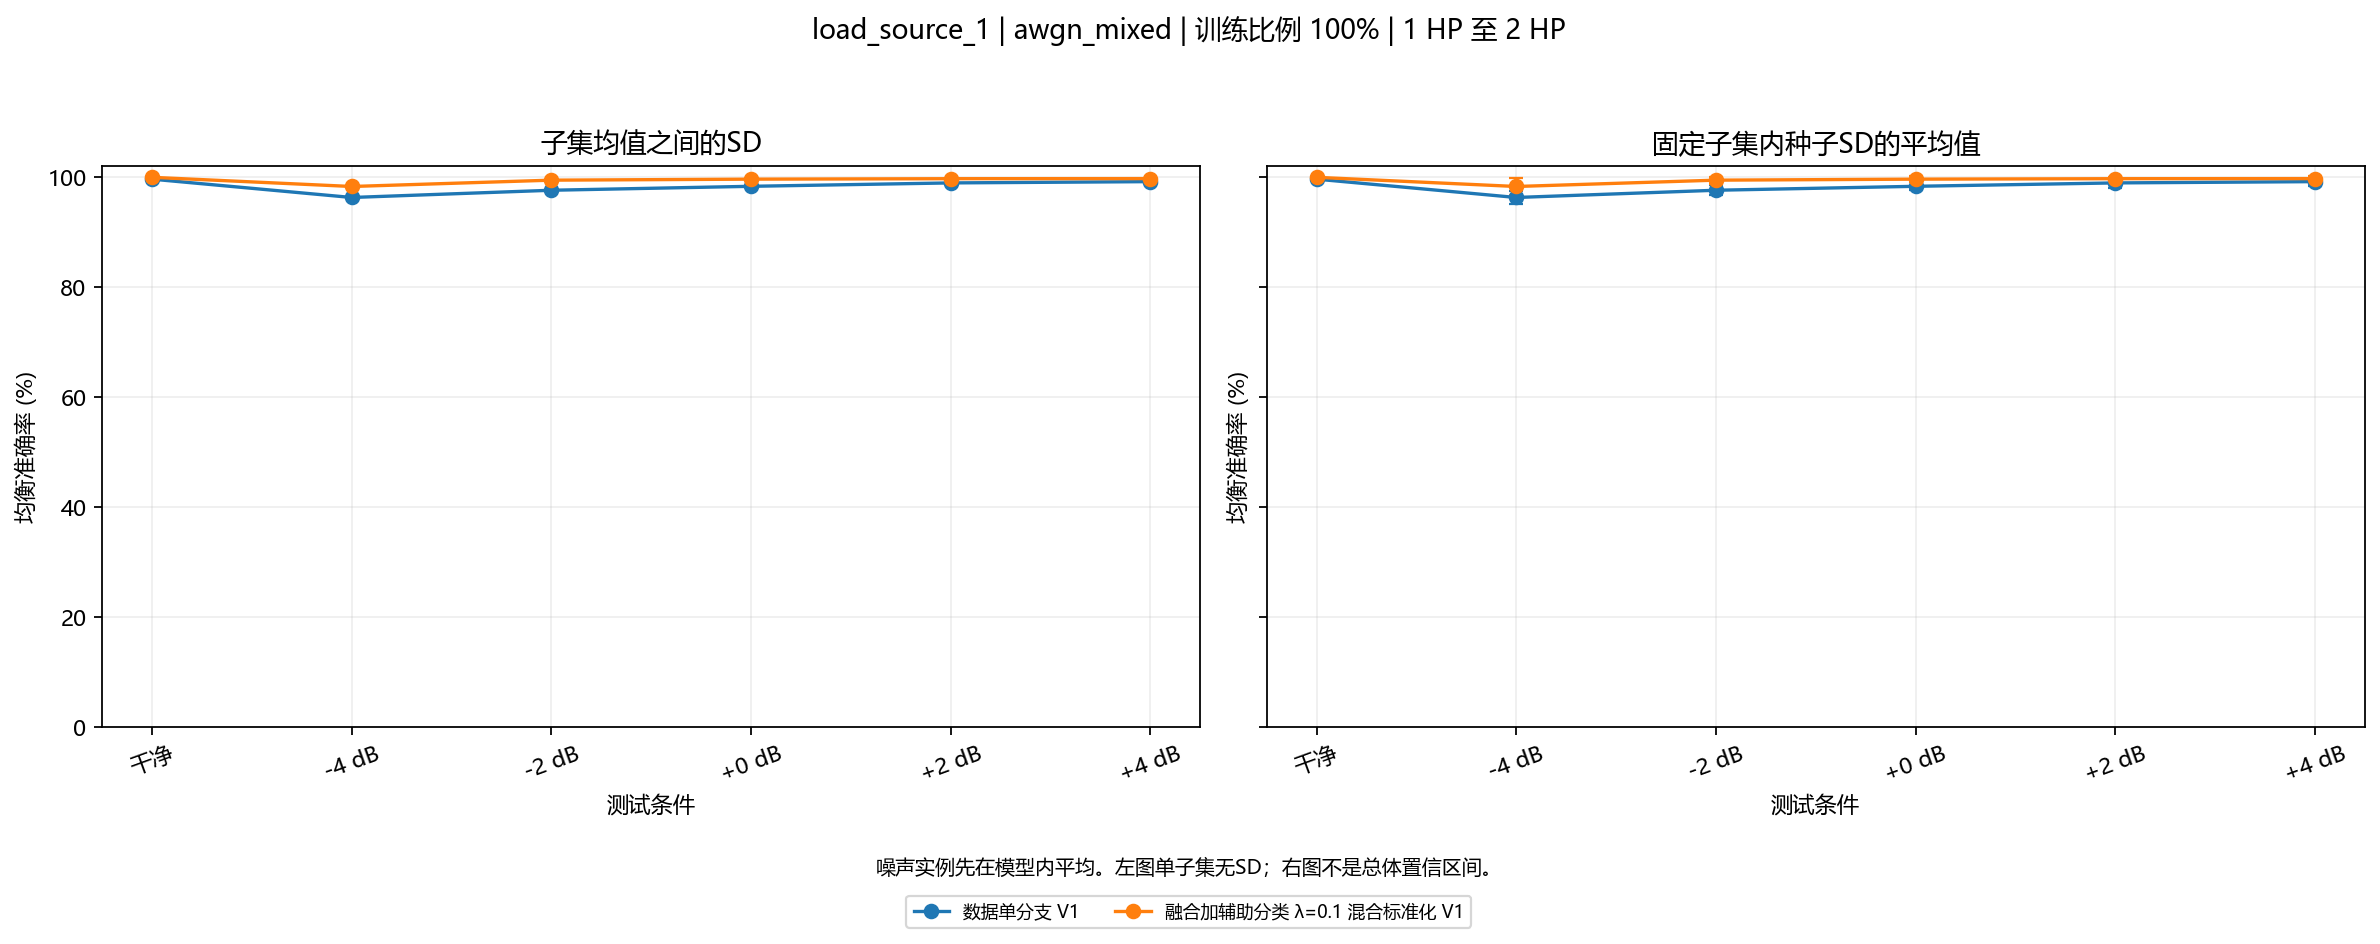 load_source_1 | awgn_mixed | 训练比例 100% | 1 HP 至 2 HP
子集均值之间的SD
100
80
60
40
20
0
均衡准确率 (%)
干净
-4 dB
-2 dB
+0 dB
+2 dB
+4 dB
测试条件
固定子集内种子SD的平均值
均衡准确率 (%)
干净
-4 dB
-2 dB
+0 dB
+2 dB
+4 dB
测试条件
噪声实例先在模型内平均。左图单子集无SD；右图不是总体置信区间。
数据单分支 V1
融合加辅助分类 λ=0.1 混合标准化 V1